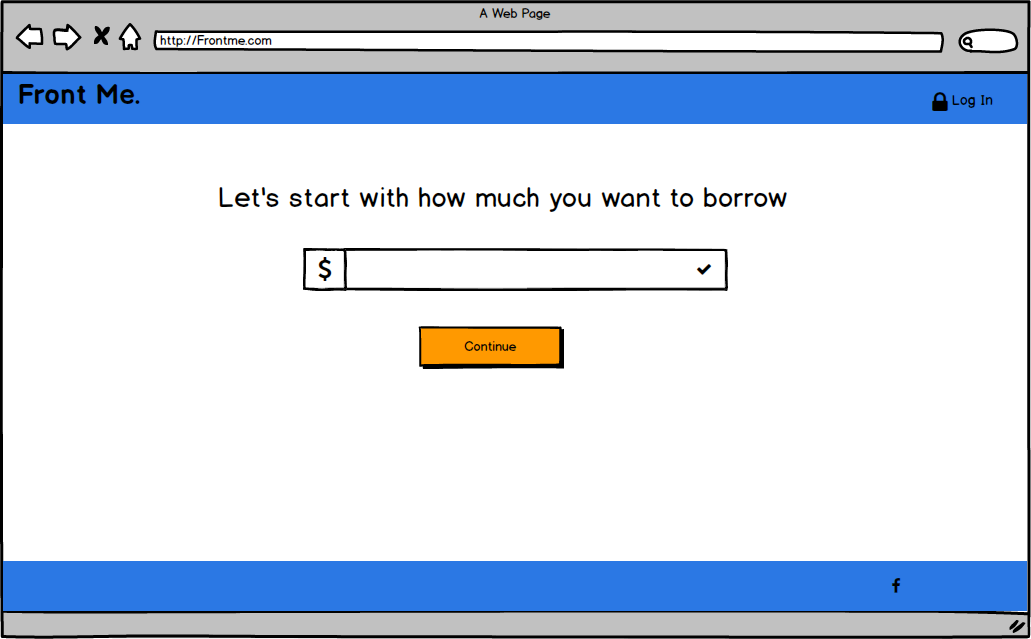 A Web Page
http://Frontme.com
Front Me.
Log In
Let's start with how much you want to borrow
$
Continue
f